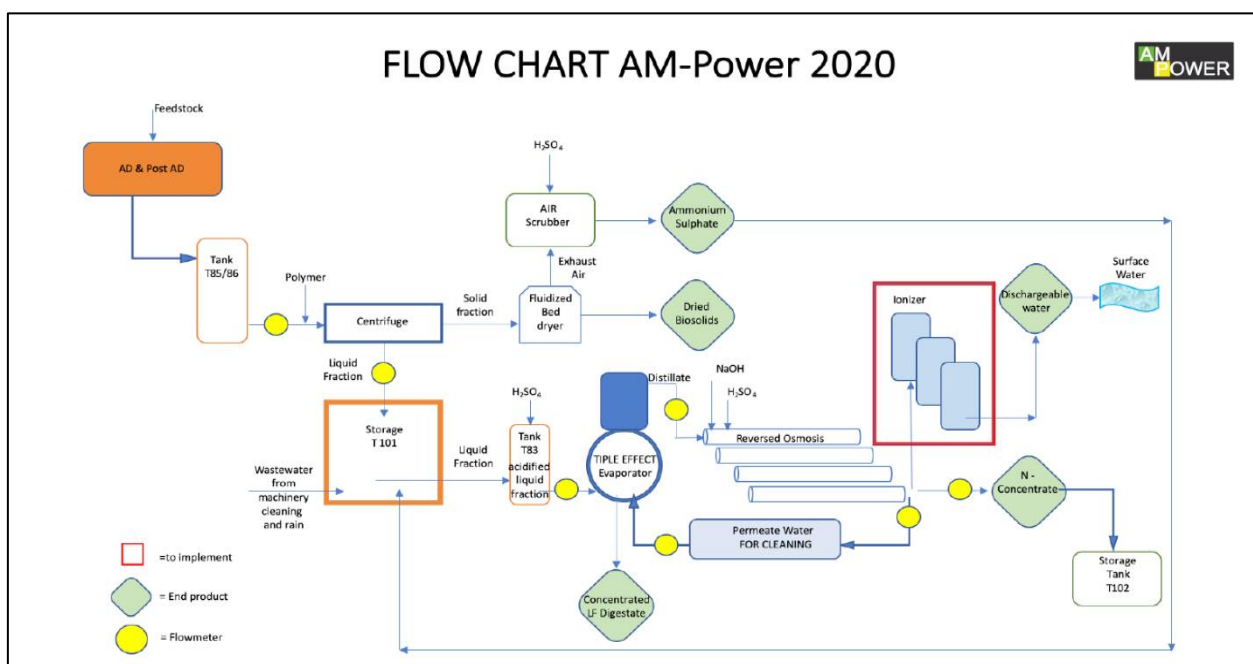 FLOW CHART AM-Power 2020
AM
POWER
Feedstock
AD & Post AD
H₂SO₄
AIR
Scrubber
Ammonium
Sulphate
Tank
T85/86
Polymer
Exhaust
Air
Solid
fraction
Centrifuge
Fluidized
Bed
dryer
Dried
Biosolids
Ionizer
Dischargeable
water
Surface
Water
Liquid
Fraction
Storage
T 101
Liquid
Fraction
H₂SO₄
Tank
T83
acidified
liquid
fraction
Distillate
TIPLE EFFECT
Evaporator
NaOH
H₂SO₄
Reversed Osmosis
Wastewater
from
machinery
cleaning
and rain
N -
Concentrate
Permeate Water
FOR CLEANING
Storage
Tank
T102
Concentrated
LF Digestate
=to implement
= End product
= Flowmeter